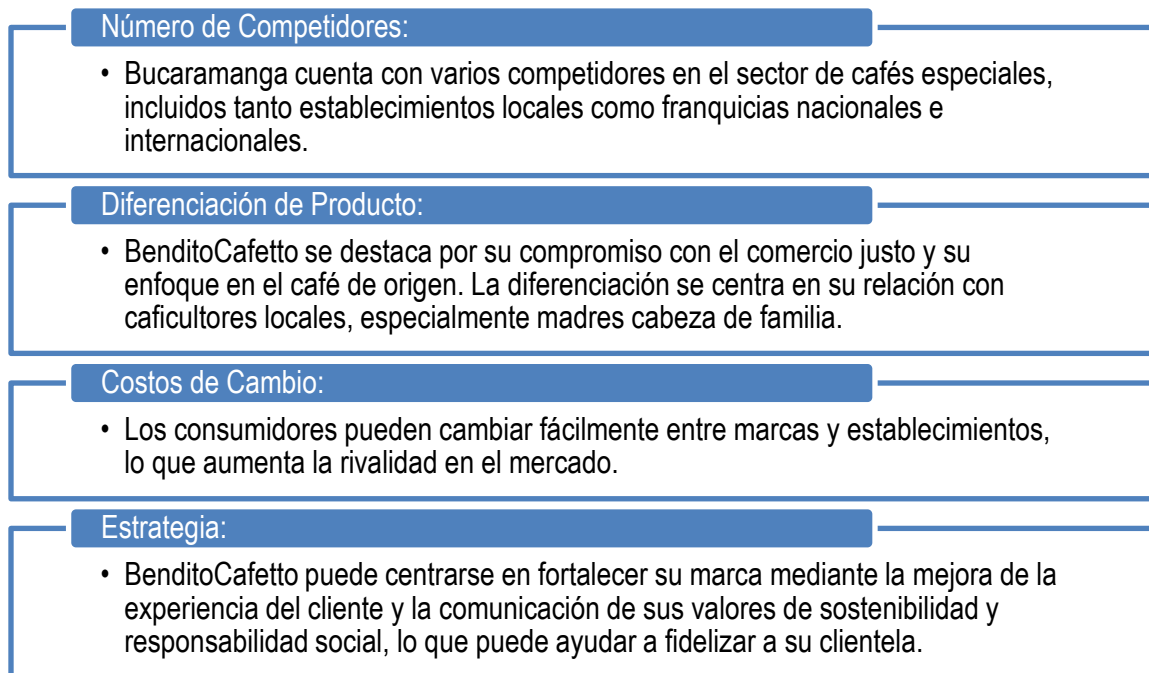 Número de Competidores:
• Bucaramanga cuenta con varios competidores en el sector de cafés especiales,
incluidos tanto establecimientos locales como franquicias nacionales e
internacionales.
Diferenciación de Producto:
• BenditoCafetto se destaca por su compromiso con el comercio justo y su
enfoque en el café de origen. La diferenciación se centra en su relación con
caficultores locales, especialmente madres cabeza de familia.
Costos de Cambio:
• Los consumidores pueden cambiar fácilmente entre marcas y establecimientos,
lo que aumenta la rivalidad en el mercado.
Estrategia:
• BenditoCafetto puede centrarse en fortalecer su marca mediante la mejora de la
experiencia del cliente y la comunicación de sus valores de sostenibilidad y
responsabilidad social, lo que puede ayudar a fidelizar a su clientela.